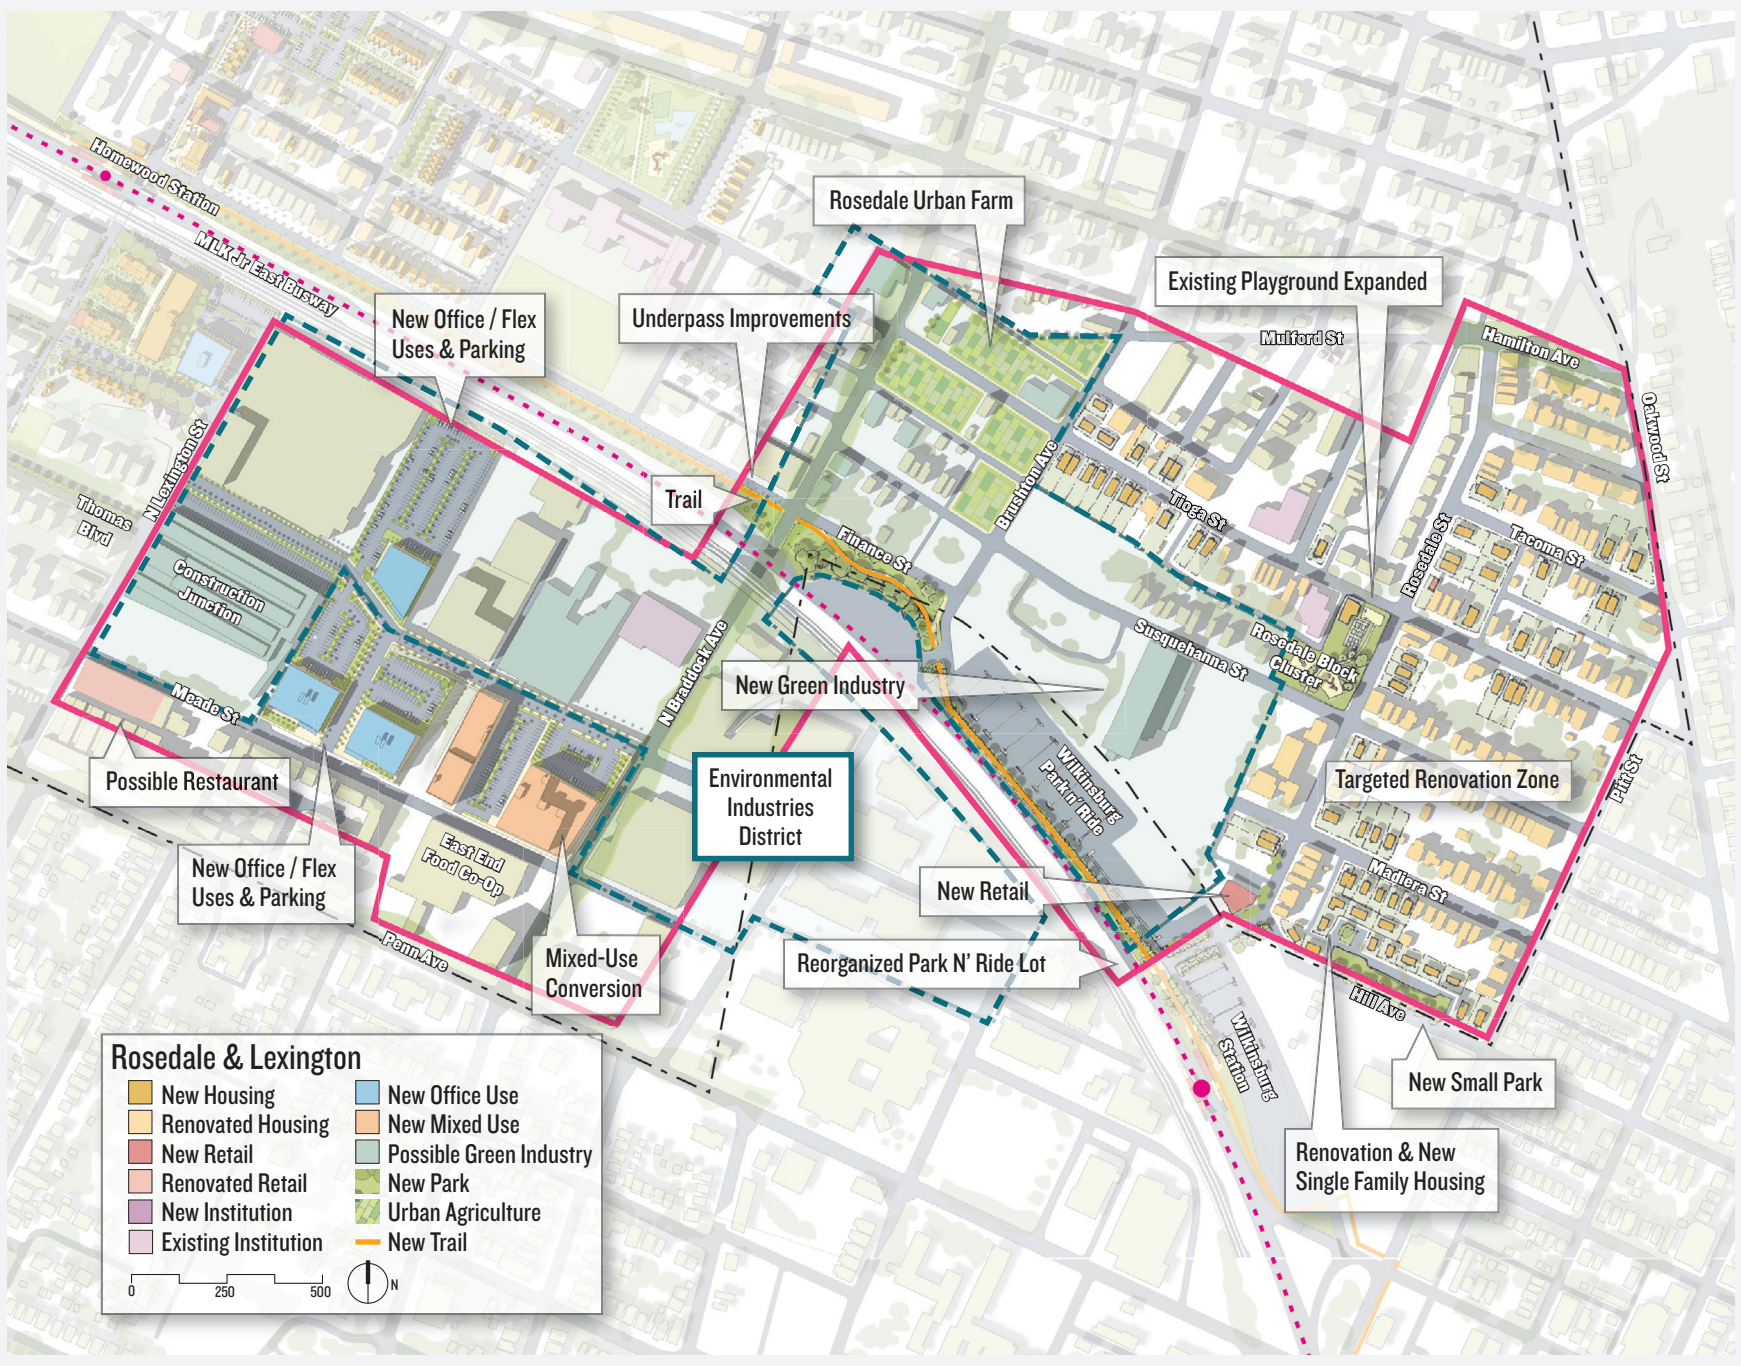 Homewood Station
MLK Jr East Busway
Rosedale Urban Farm
Existing Playground Expanded
New Office / Flex
Uses & Parking
Underpass Improvements
Mulford St
Hamilton Ave
Oakwood St
N Lexington St
Thomas
Blvd
Trail
Brushton Ave
Tioga St
Finance St
Rosedale St
Tacoma St
Construction
Junction
Susquehanna St
Rosedale Block
Cluster
N Braddock Ave
New Green Industry
Meade St
Possible Restaurant
Environmental
Industries
District
Wilkinsburg
Park n' Ride
Targeted Renovation Zone
Pitt St
New Office / Flex
Uses & Parking
East End
Food Co-Op
New Retail
Madiera St
Penn Ave
Mixed-Use
Conversion
Reorganized Park N' Ride Lot
Hill Ave
Wilkinsburg
Station
New Small Park
Renovation & New
Single Family Housing
Rosedale & Lexington
New Housing
Renovated Housing
New Retail
Renovated Retail
New Institution
Existing Institution
New Office Use
New Mixed Use
Possible Green Industry
New Park
Urban Agriculture
New Trail
0 250 500
N